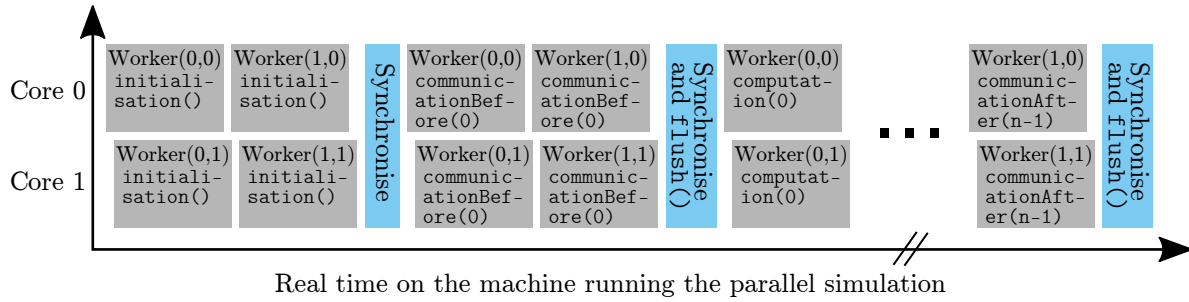 Core 0
Worker(0,0)
initiali-
sation()
Worker(1,0)
initiali-
sation()
Synchronise
Worker(0,0)
communic-
ationBef-
ore(0)
Worker(1,0)
communic-
ationBef-
ore(0)
Synchronise
and flush()
Worker(0,0)
computat-
ion(0)
Worker(1,0)
communic-
ationAft-
er(n-1)
Synchronise
and flush()
Core 1
Worker(0,1)
initiali-
sation()
Worker(1,1)
initiali-
sation()
Worker(0,1)
communic-
ationBef-
ore(0)
Worker(1,1)
communic-
ationBef-
ore(0)
Worker(0,1)
computat-
ion(0)
Worker(1,1)
communic-
ationAft-
er(n-1)
Real time on the machine running the parallel simulation